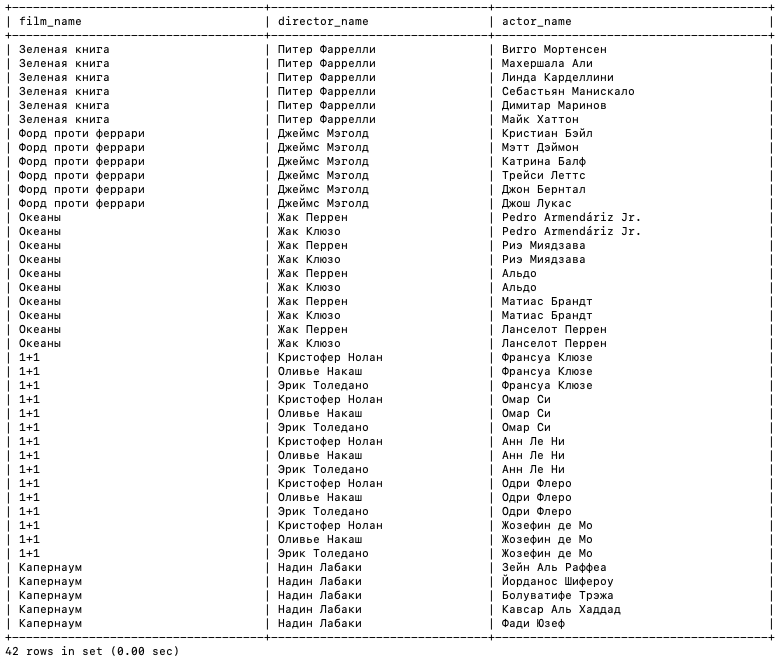 film_name | director_name | actor_name
Зеленая книга | Питер Фаррелли | Вигго Мортенсен
Зеленая книга | Питер Фаррелли | Махершала Али
Зеленая книга | Питер Фаррелли | Линда Карделлини
Зеленая книга | Питер Фаррелли | Себастьян Манискало
Зеленая книга | Питер Фаррелли | Димитар Маринов
Зеленая книга | Питер Фаррелли | Майк Хаттон
Форд проти феррари | Джеймс Мэголд | Кристиан Бэйл
Форд проти феррари | Джеймс Мэголд | Мэтт Дэймон
Форд проти феррари | Джеймс Мэголд | Катрина Балф
Форд проти феррари | Джеймс Мэголд | Трейси Леттс
Форд проти феррари | Джеймс Мэголд | Джон Бернтал
Форд проти феррари | Джеймс Мэголд | Джош Лукас
Океаны | Жак Перрен | Pedro Armendáriz Jr.
Океаны | Жак Клюзо | Pedro Armendáriz Jr.
Океаны | Жак Перрен | Риэ Миядзава
Океаны | Жак Клюзо | Риэ Миядзава
Океаны | Жак Перрен | Альдо
Океаны | Жак Клюзо | Альдо
Океаны | Жак Перрен | Матиас Брандт
Океаны | Жак Клюзо | Матиас Брандт
Океаны | Жак Перрен | Ланселот Перрен
Океаны | Жак Клюзо | Ланселот Перрен
1+1 | Кристофер Нолан | Франсуа Клюзе
1+1 | Оливье Накаш | Франсуа Клюзе
1+1 | Эрик Толедано | Франсуа Клюзе
1+1 | Кристофер Нолан | Омар Си
1+1 | Оливье Накаш | Омар Си
1+1 | Эрик Толедано | Омар Си
1+1 | Кристофер Нолан | Анн Ле Ни
1+1 | Оливье Накаш | Анн Ле Ни
1+1 | Эрик Толедано | Анн Ле Ни
1+1 | Кристофер Нолан | Одри Флеро
1+1 | Оливье Накаш | Одри Флеро
1+1 | Эрик Толедано | Одри Флеро
1+1 | Кристофер Нолан | Жозефин де Мо
1+1 | Оливье Накаш | Жозефин де Мо
1+1 | Эрик Толедано | Жозефин де Мо
Капернаум | Надин Лабаки | Зейн Аль Раффеа
Капернаум | Надин Лабаки | Йорданос Шифероу
Капернаум | Надин Лабаки | Болуватифе Трэжа
Капернаум | Надин Лабаки | Кавсар Аль Хаддад
Капернаум | Надин Лабаки | Фади Юзеф
42 rows in set (0.00 sec)